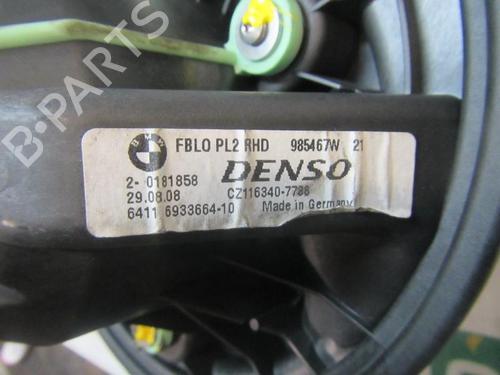 B-PARTS
BMW
FBLO PL2 RHD 985467W 21
DENSO
2- 0181858
CZ116340-7786
29.08.08
6411 6933664-10 Made in Germany